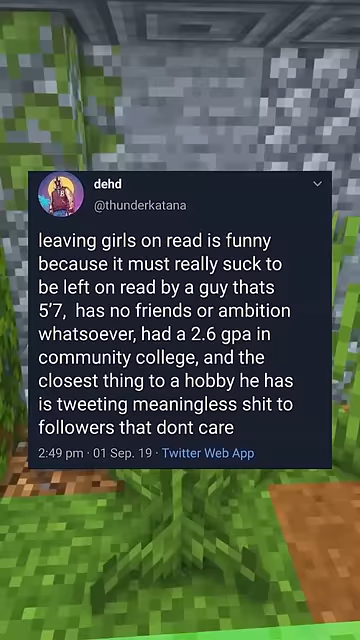 dehd
@thunderkatana
leaving girls on read is funny
because it must really suck to
be left on read by a guy thats
5'7,  has no friends or ambition
whatsoever, had a 2.6 gpa in
community college, and the
closest thing to a hobby he has
is tweeting meaningless shit to
followers that dont care
2:49 pm · 01 Sep. 19 · Twitter Web App